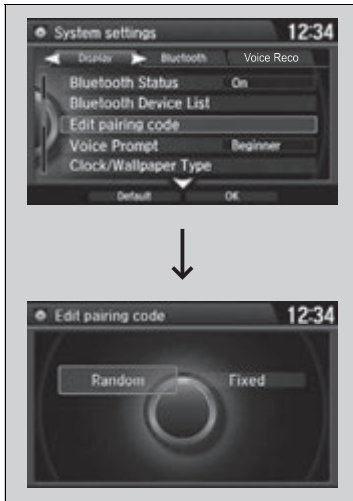 System settings 12:34
Display Bluetooth Voice Reco
Bluetooth Status On
Bluetooth Device List
Edit pairing code
Voice Prompt Beginner
Clock/Wallpaper Type
Default OK
Edit pairing code 12:34
Random Fixed